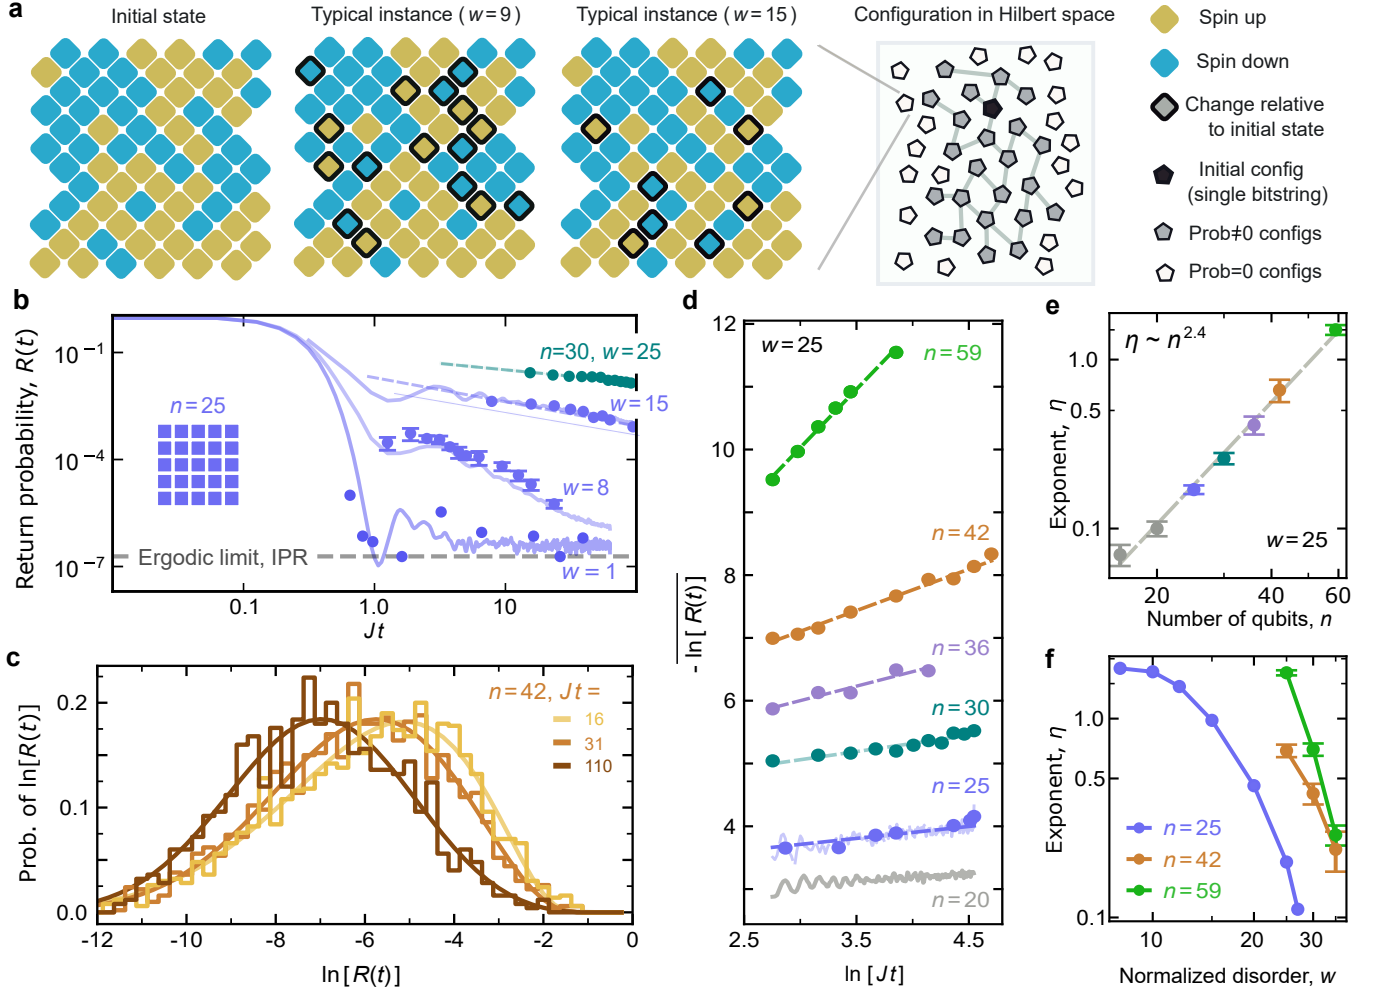 a
Initial state
Typical instance (w=9)
Typical instance (w=15)
Configuration in Hilbert space
Spin up
Spin down
Change relative
to initial state
Initial config
(single bitstring)
Prob≠0 configs
Prob=0 configs
b
Return probability, R(t)
10⁻¹
10⁻⁴
10⁻⁷
n=25
n=30, w=25
w=15
w=8
w=1
Ergodic limit, IPR
0.1
1.0
10
Jt
c
Prob. of ln[R(t)]
0.2
0.1
0.0
n=42, Jt=
16
31
110
-12
-10
-8
-6
-4
-2
0
ln[R(t)]
d
- ln[R(t)]
12
10
8
6
4
w=25
n=59
n=42
n=36
n=30
n=25
n=20
2.5
3.5
4.5
ln[Jt]
e
Exponent, η
1.0
0.5
0.1
η ~ n²·⁴
w=25
20
40
60
Number of qubits, n
f
Exponent, η
1.0
0.5
0.1
n=25
n=42
n=59
10
20
30
Normalized disorder, w